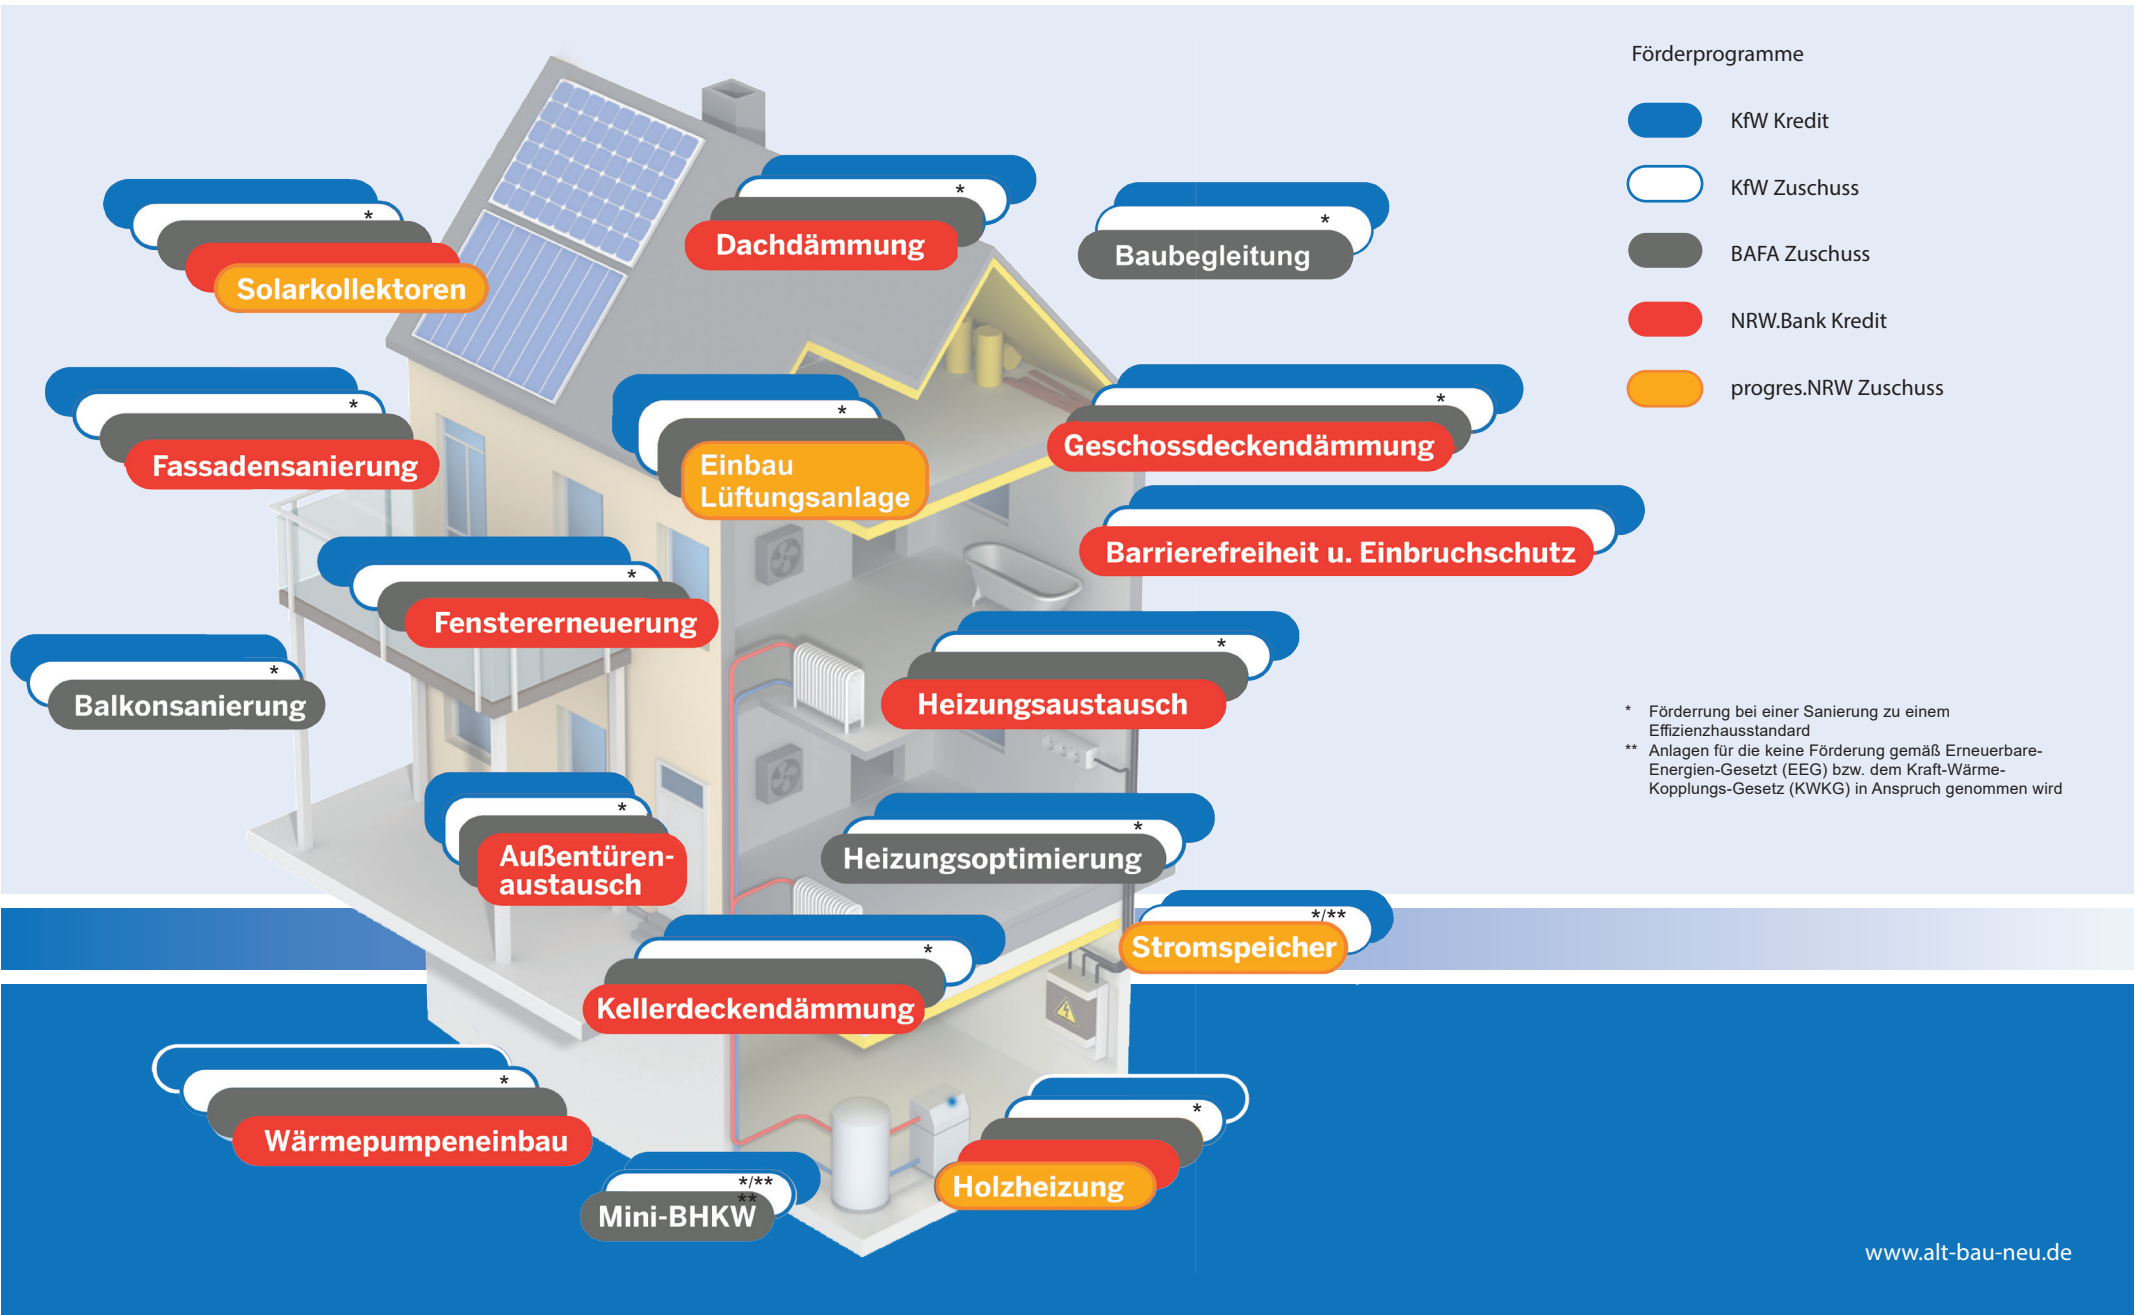 Förderprogramme
KfW Kredit
KfW Zuschuss
BAFA Zuschuss
NRW.Bank Kredit
progres.NRW Zuschuss
*
Solarkollektoren
*
Dachdämmung
*
Baubegleitung
*
Fassadensanierung
*
Einbau
Lüftungsanlage
*
Geschossdeckendämmung
Barrierefreiheit u. Einbruchschutz
*
Fenstererneuerung
*
Balkonsanierung
*
Heizungsaustausch
* Förderrung bei einer Sanierung zu einem
Effizienzhausstandard
** Anlagen für die keine Förderung gemäß Erneuerbare-
Energien-Gesetzt (EEG) bzw. dem Kraft-Wärme-
Kopplungs-Gesetz (KWKG) in Anspruch genommen wird
*
Außentüren-
austausch
*
Heizungsoptimierung
*/**
Stromspeicher
*
Kellerdeckendämmung
*
Wärmepumpeneinbau
*/**
**
Mini-BHKW
*
Holzheizung
www.alt-bau-neu.de